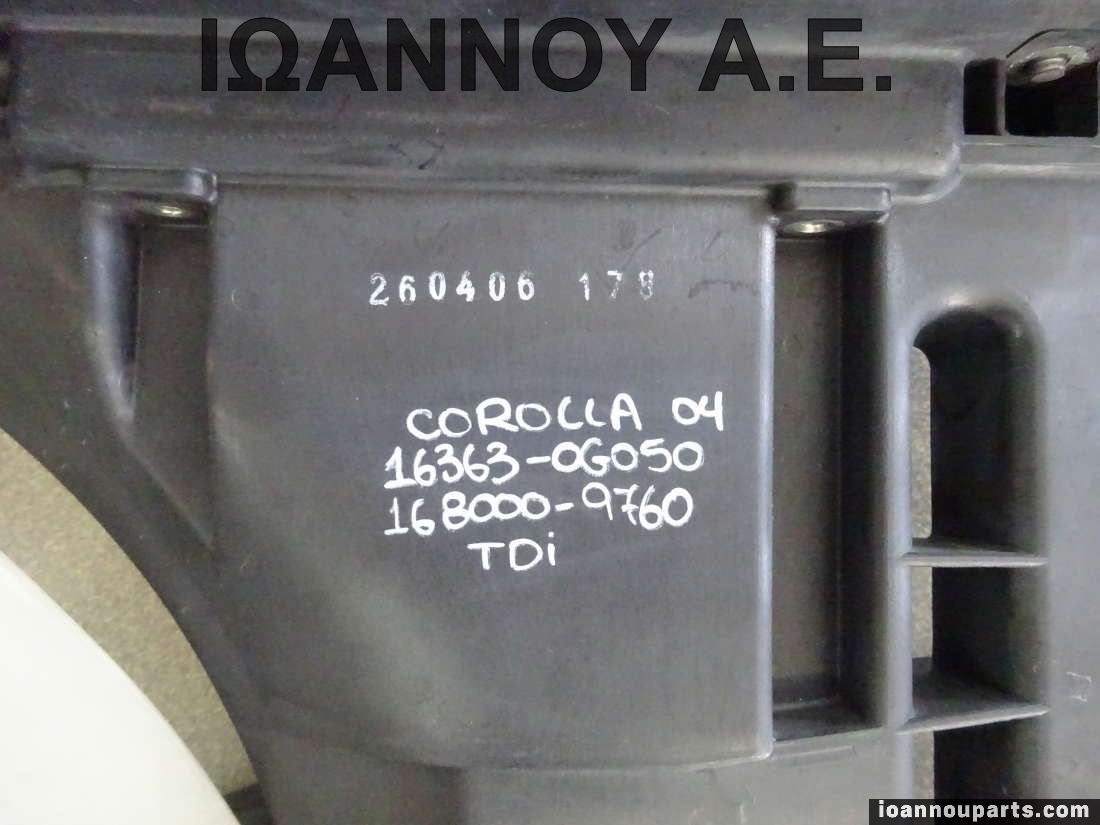 ΙΩΑΝΝΟΥ Α.Ε.
260406 178
COROLLA 04
16363-0G050
168000-9760
TDi
ioannouparts.com